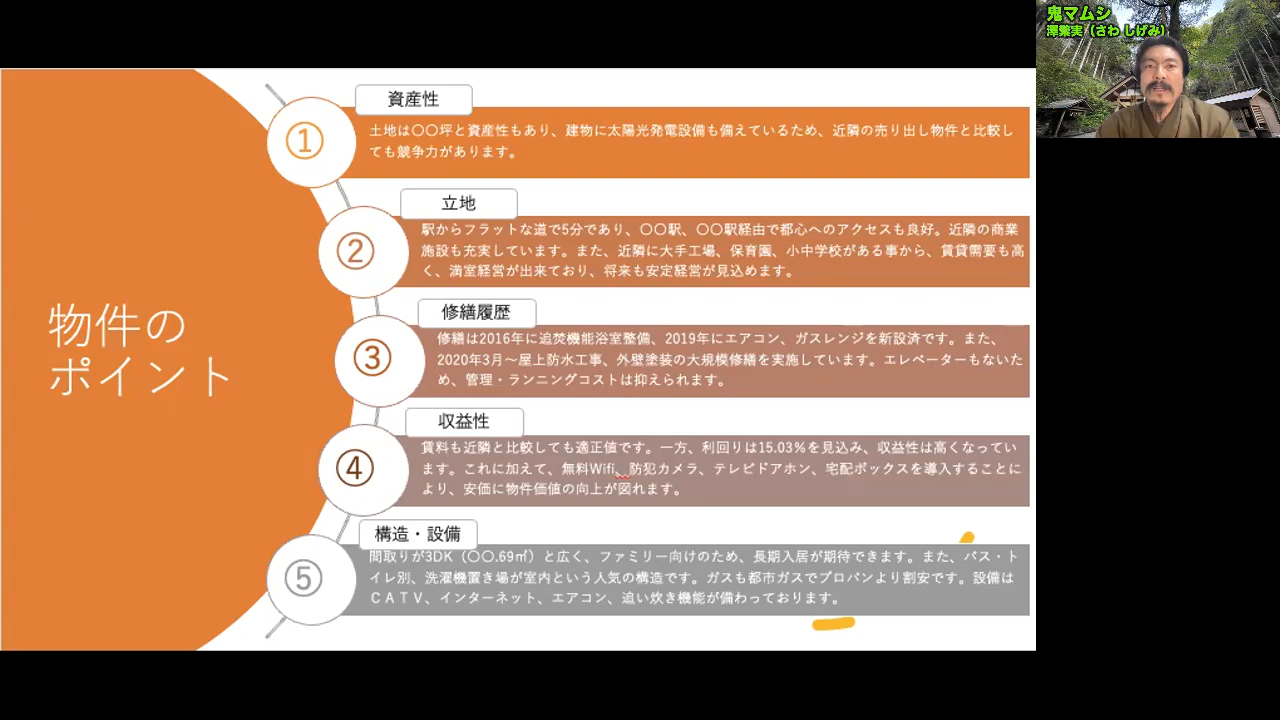 鬼マムシ
澤繁実（さわ しげみ）
物件の
ポイント
①
資産性
土地は〇〇坪と資産性もあり、建物に太陽光発電設備も備えているため、近隣の売り出し物件と比較し
ても競争力があります。
②
立地
駅からフラットな道で5分であり、〇〇駅、〇〇駅経由で都心へのアクセスも良好。近隣の商業
施設も充実しています。また、近隣に大手工場、保育園、小中学校がある事から、賃貸需要も高
く、満室経営が出来ており、将来も安定経営が見込めます。
③
修繕履歴
修繕は2016年に追焚機能浴室整備、2019年にエアコン、ガスレンジを新設済です。また、
2020年3月～屋上防水工事、外壁塗装の大規模修繕を実施しています。エレベーターもないた
め、管理・ランニングコストは抑えられます。
④
収益性
賃料も近隣と比較しても適正値です。一方、利回りは15.03％を見込み、収益性は高くなってい
ます。これに加えて、無料Wifi、防犯カメラ、テレビドアホン、宅配ボックスを導入することに
より、安価に物件価値の向上が図れます。
⑤
構造・設備
間取りが3DK（〇〇.69㎡）と広く、ファミリー向けのため、長期入居が期待できます。また、バス・ト
イレ別、洗濯機置き場が室内という人気の構造です。ガスも都市ガスでプロパンより割安です。設備は
ＣＡＴＶ、インターネット、エアコン、追い炊き機能が備わっております。